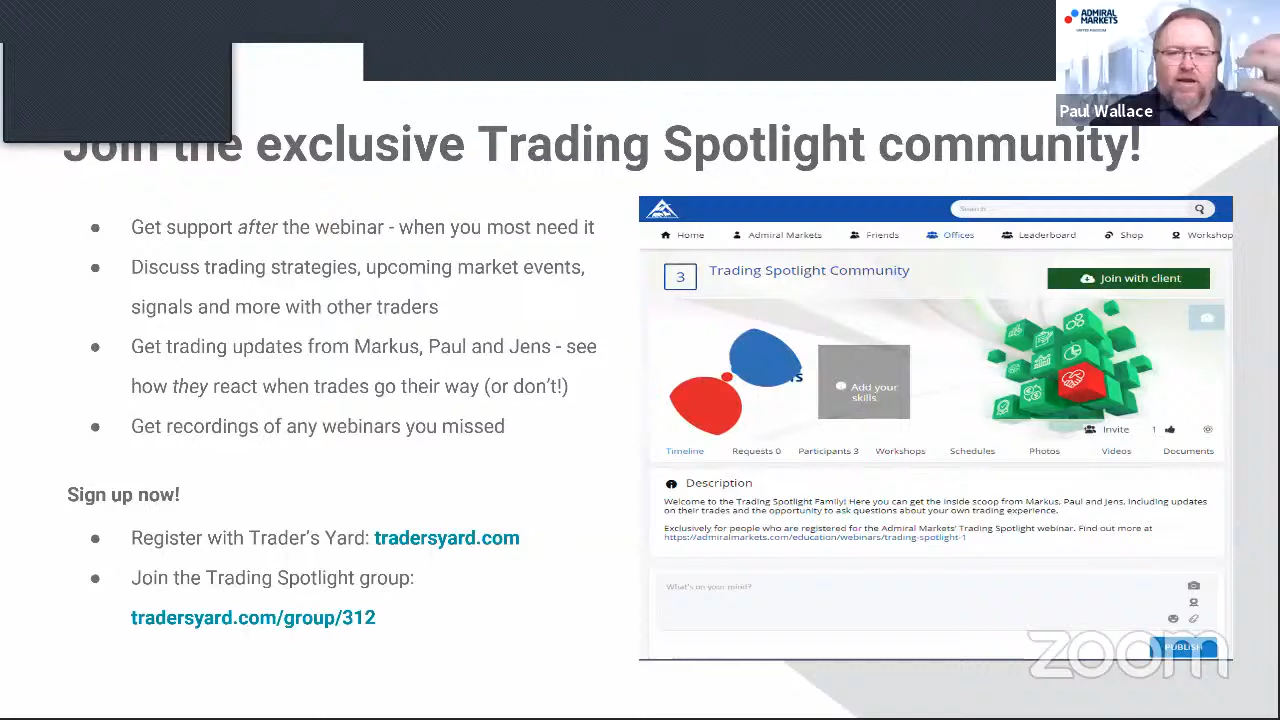 ADMIRAL
MARKETS
UNITED KINGDOM
Paul Wallace
Join the exclusive Trading Spotlight community!
● Get support after the webinar - when you most need it
● Discuss trading strategies, upcoming market events,
signals and more with other traders
● Get trading updates from Markus, Paul and Jens - see
how they react when trades go their way (or don't!)
● Get recordings of any webinars you missed
Sign up now!
● Register with Trader's Yard: tradersyard.com
● Join the Trading Spotlight group:
tradersyard.com/group/312
Search...
Home Admiral Markets Friends Offices Leaderboard Shop Workshop
3 Trading Spotlight Community Join with client
Add your
skills
Invite 1
Timeline Requests 0 Participants 3 Workshops Schedules Photos Videos Documents
Description
Welcome to the Trading Spotlight Family! Here you can get the inside scoop from Markus, Paul and Jens, including updates
on their trades and the opportunity to ask questions about your own trading experience.
Exclusively for people who are registered for the Admiral Markets' Trading Spotlight webinar. Find out more at
https://admiralmarkets.com/education/webinars/trading-spotlight-1
What's on your mind?
PUBLISH
zoom